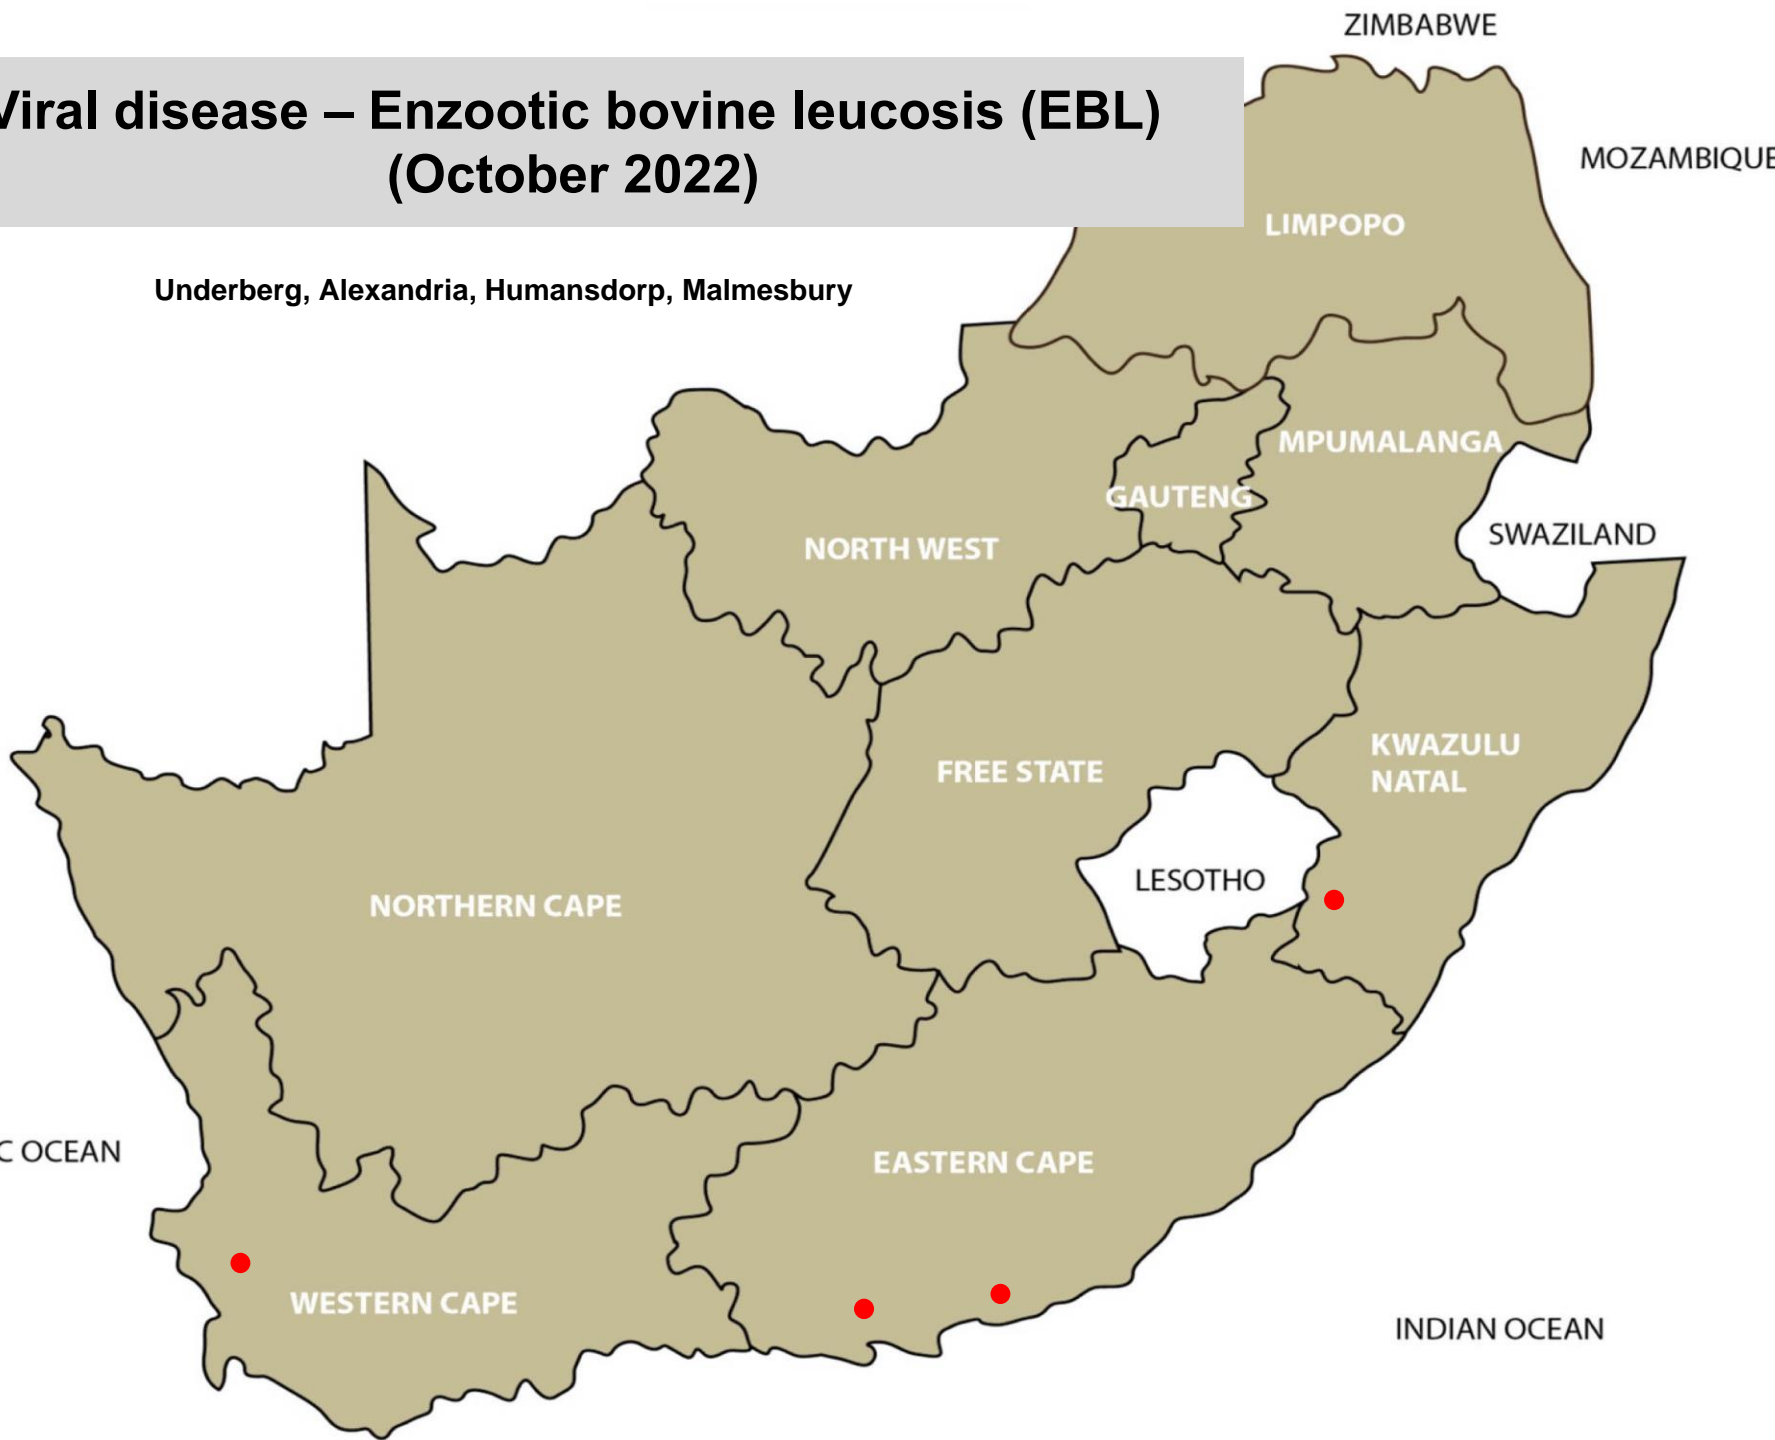 Viral disease – Enzootic bovine leucosis (EBL)
(October 2022)
Underberg, Alexandria, Humansdorp, Malmesbury
ZIMBABWE
MOZAMBIQUE
LIMPOPO
MPUMALANGA
GAUTENG
NORTH WEST
SWAZILAND
KWAZULU
NATAL
FREE STATE
LESOTHO
NORTHERN CAPE
C OCEAN
EASTERN CAPE
WESTERN CAPE
INDIAN OCEAN